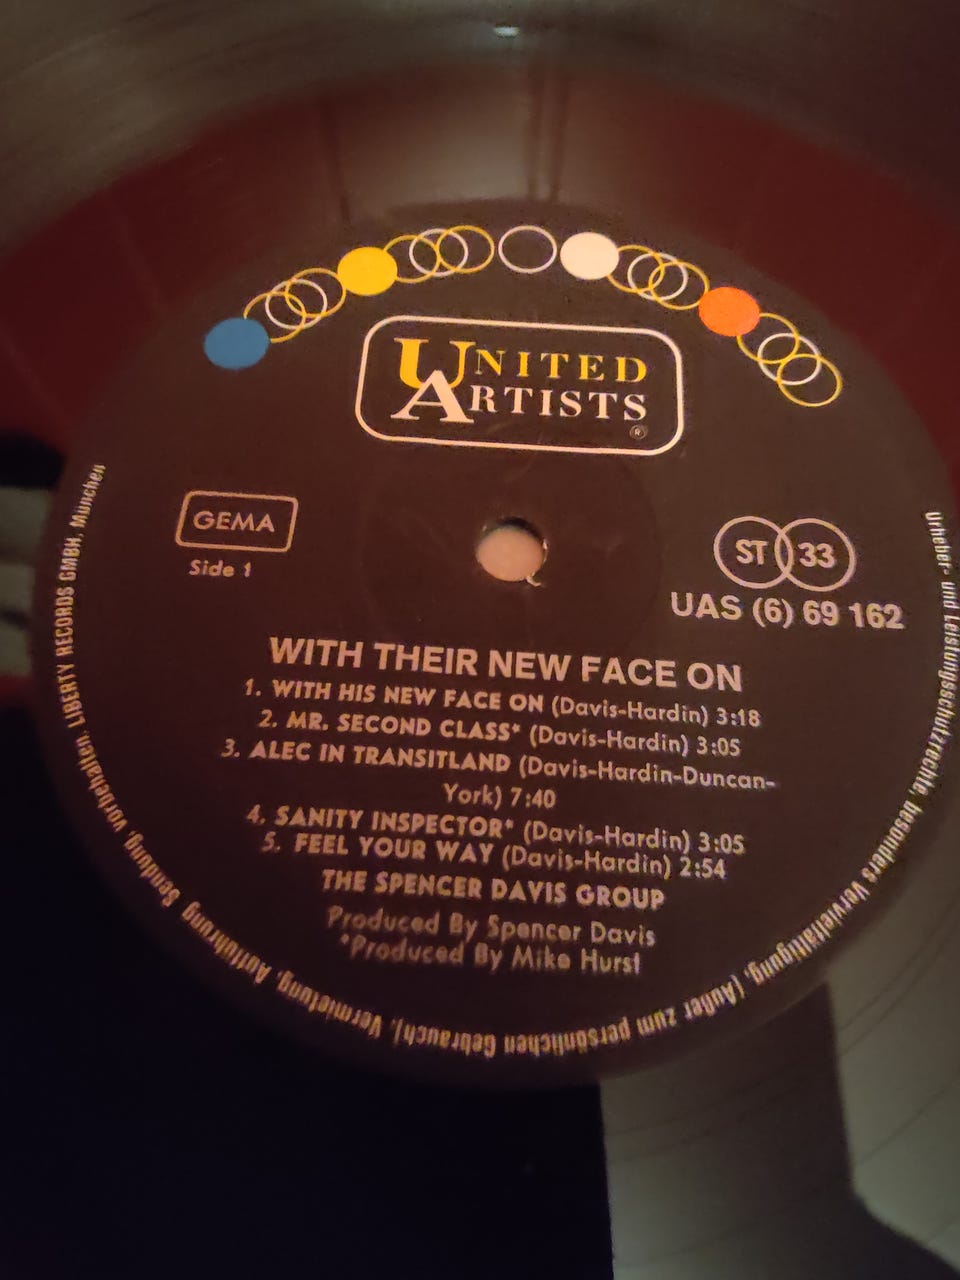 UNITED
ARTISTS
®
GEMA
Side 1
ST 33
UAS (6) 69 162
WITH THEIR NEW FACE ON
1. WITH HIS NEW FACE ON (Davis-Hardin) 3:18
2. MR. SECOND CLASS* (Davis-Hardin) 3:05
3. ALEC IN TRANSITLAND (Davis-Hardin-Duncan-
York) 7:40
4. SANITY INSPECTOR* (Davis-Hardin) 3:05
5. FEEL YOUR WAY (Davis-Hardin) 2:54
THE SPENCER DAVIS GROUP
Produced By Spencer Davis
*Produced By Mike Hurst
Urheber- und Leistungsschutzrechte, besonders Vervielfältigung, (Außer zum persönlichen Gebrauch), Vermietung, Aufführung, Sendung, vorbehalten. LIBERTY RECORDS GMBH. München